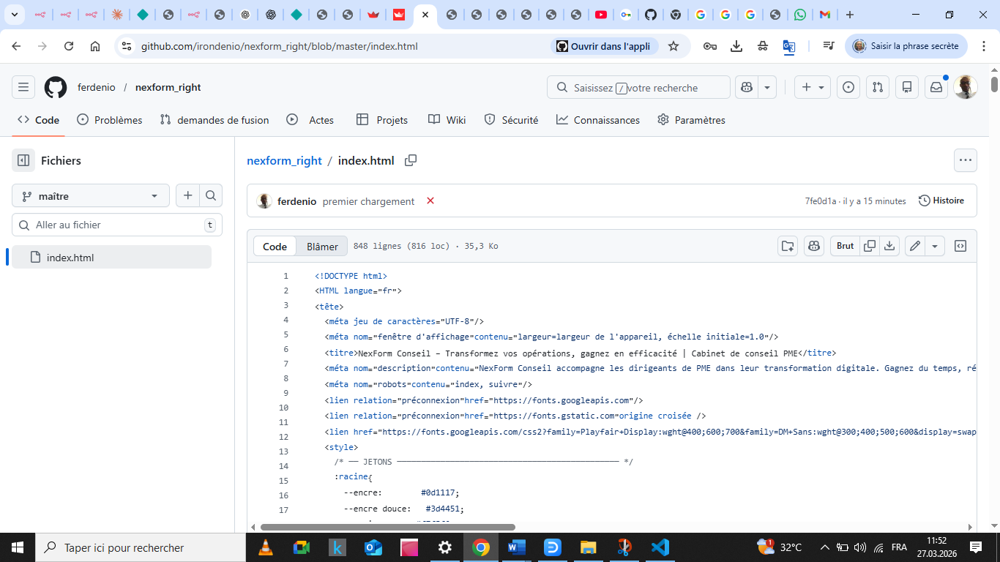 github.com/irondenio/nexform_right/blob/master/index.html
Ouvrir dans l'appli
Saisir la phrase secrète
ferdenio / nexform_right
Saisissez / votre recherche
Code
Problèmes
demandes de fusion
Actes
Projets
Wiki
Sécurité
Connaissances
Paramètres
Fichiers
maître
Aller au fichier
t
index.html
nexform_right / index.html
ferdenio premier chargement
7fe0d1a · il y a 15 minutes
Histoire
Code
Blâmer
848 lignes (816 loc) · 35,3 Ko
Brut
1 <!DOCTYPE html>
2 <HTML langue="fr">
3 <tête>
4 <méta jeu de caractères="UTF-8"/>
5 <méta nom="fenêtre d'affichage"contenu="largeur=largeur de l'appareil, échelle initiale=1.0"/>
6 <titre>NexForm Conseil – Transformez vos opérations, gagnez en efficacité | Cabinet de conseil PME</titre>
7 <méta nom="description"contenu="NexForm Conseil accompagne les dirigeants de PME dans leur transformation digitale. Gagnez du temps, ré
8 <méta nom="robots"contenu="index, suivre"/>
9 <lien relation="préconnexion"href="https://fonts.googleapis.com"/>
10 <lien relation="préconnexion"href="https://fonts.gstatic.com"origine croisée />
11 <lien href="https://fonts.googleapis.com/css2?family=Playfair+Display:wght@400;600;700&family=DM+Sans:wght@300;400;500;600&display=swap
12 <style>
13 /* ── JETONS ────────────────────────────────────────────── */
14 :racine{
15 --encre: #0d1117;
16 --encre douce: #3d4451;
17
Taper ici pour rechercher
1
32°C
FRA
11:52
27.03.2026